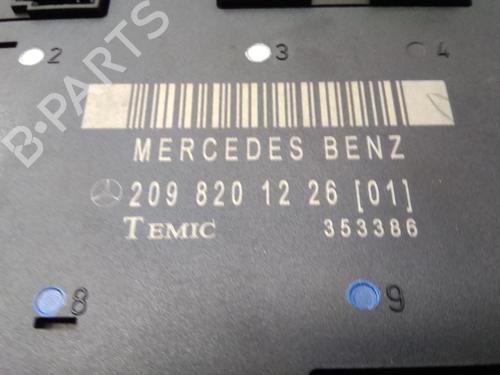 2 3 4
B-PARTS
MERCEDES BENZ
209 820 12 26 [01]
TEMIC 353386
8 9